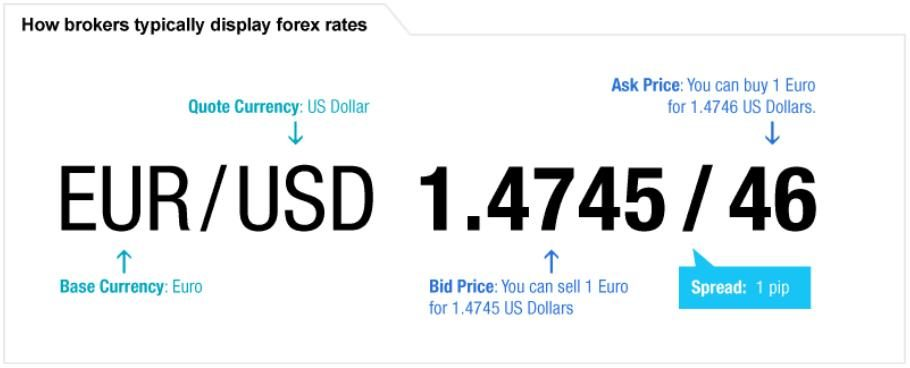 How brokers typically display forex rates
Quote Currency: US Dollar
Ask Price: You can buy 1 Euro
for 1.4746 US Dollars.
EUR/USD 1.4745 / 46
Base Currency: Euro
Bid Price: You can sell 1 Euro
for 1.4745 US Dollars
Spread: 1 pip